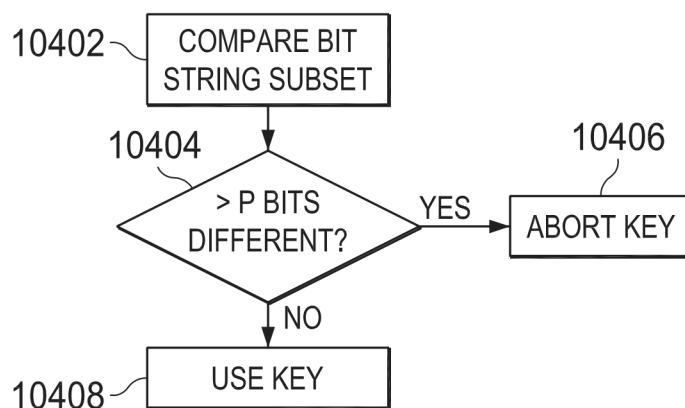 10402
COMPARE BIT
STRING SUBSET
10404
> P BITS
DIFFERENT?
YES
10406
ABORT KEY
NO
10408
USE KEY